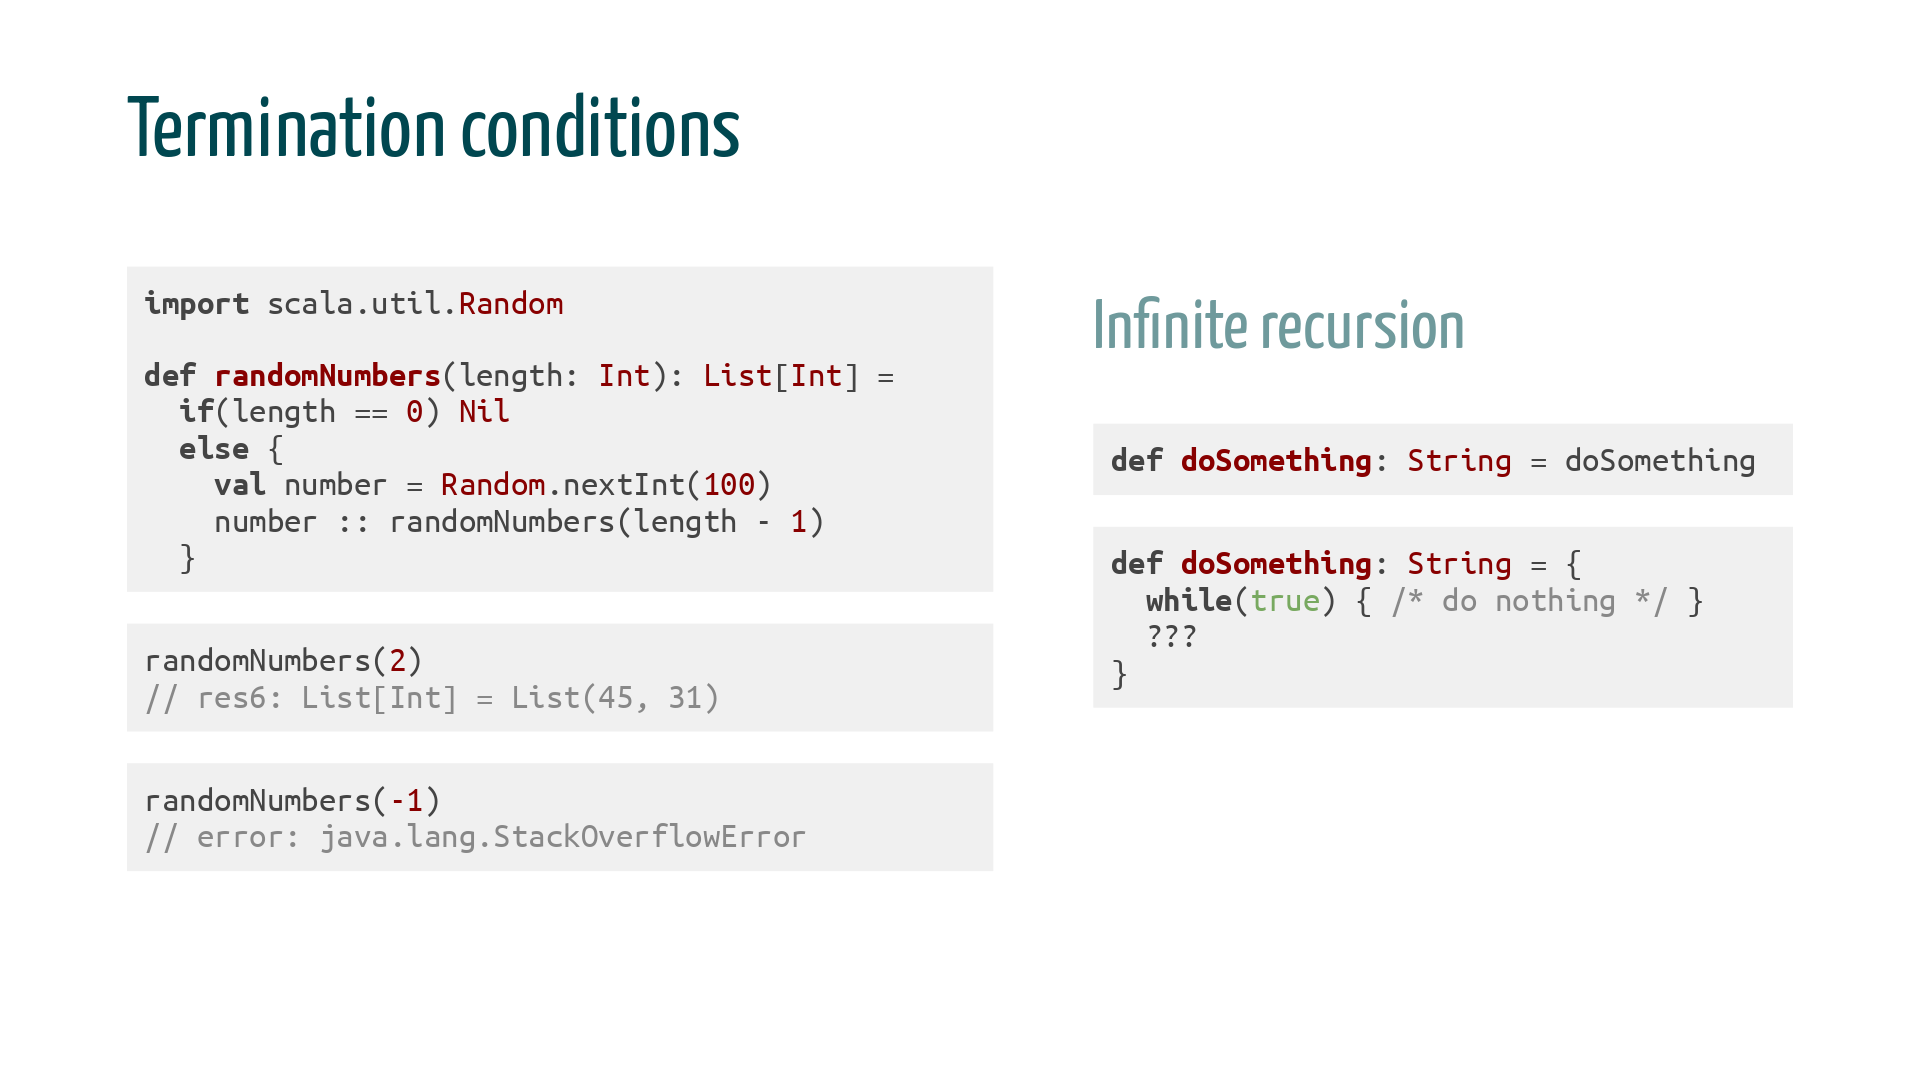 Termination conditions
import scala.util.Random
def randomNumbers(length: Int): List[Int] =
  if(length == 0) Nil
  else {
    val number = Random.nextInt(100)
    number :: randomNumbers(length - 1)
  }
randomNumbers(2)
// res6: List[Int] = List(45, 31)
randomNumbers(-1)
// error: java.lang.StackOverflowError
Infinite recursion
def doSomething: String = doSomething
def doSomething: String = {
  while(true) { /* do nothing */ }
  ???
}